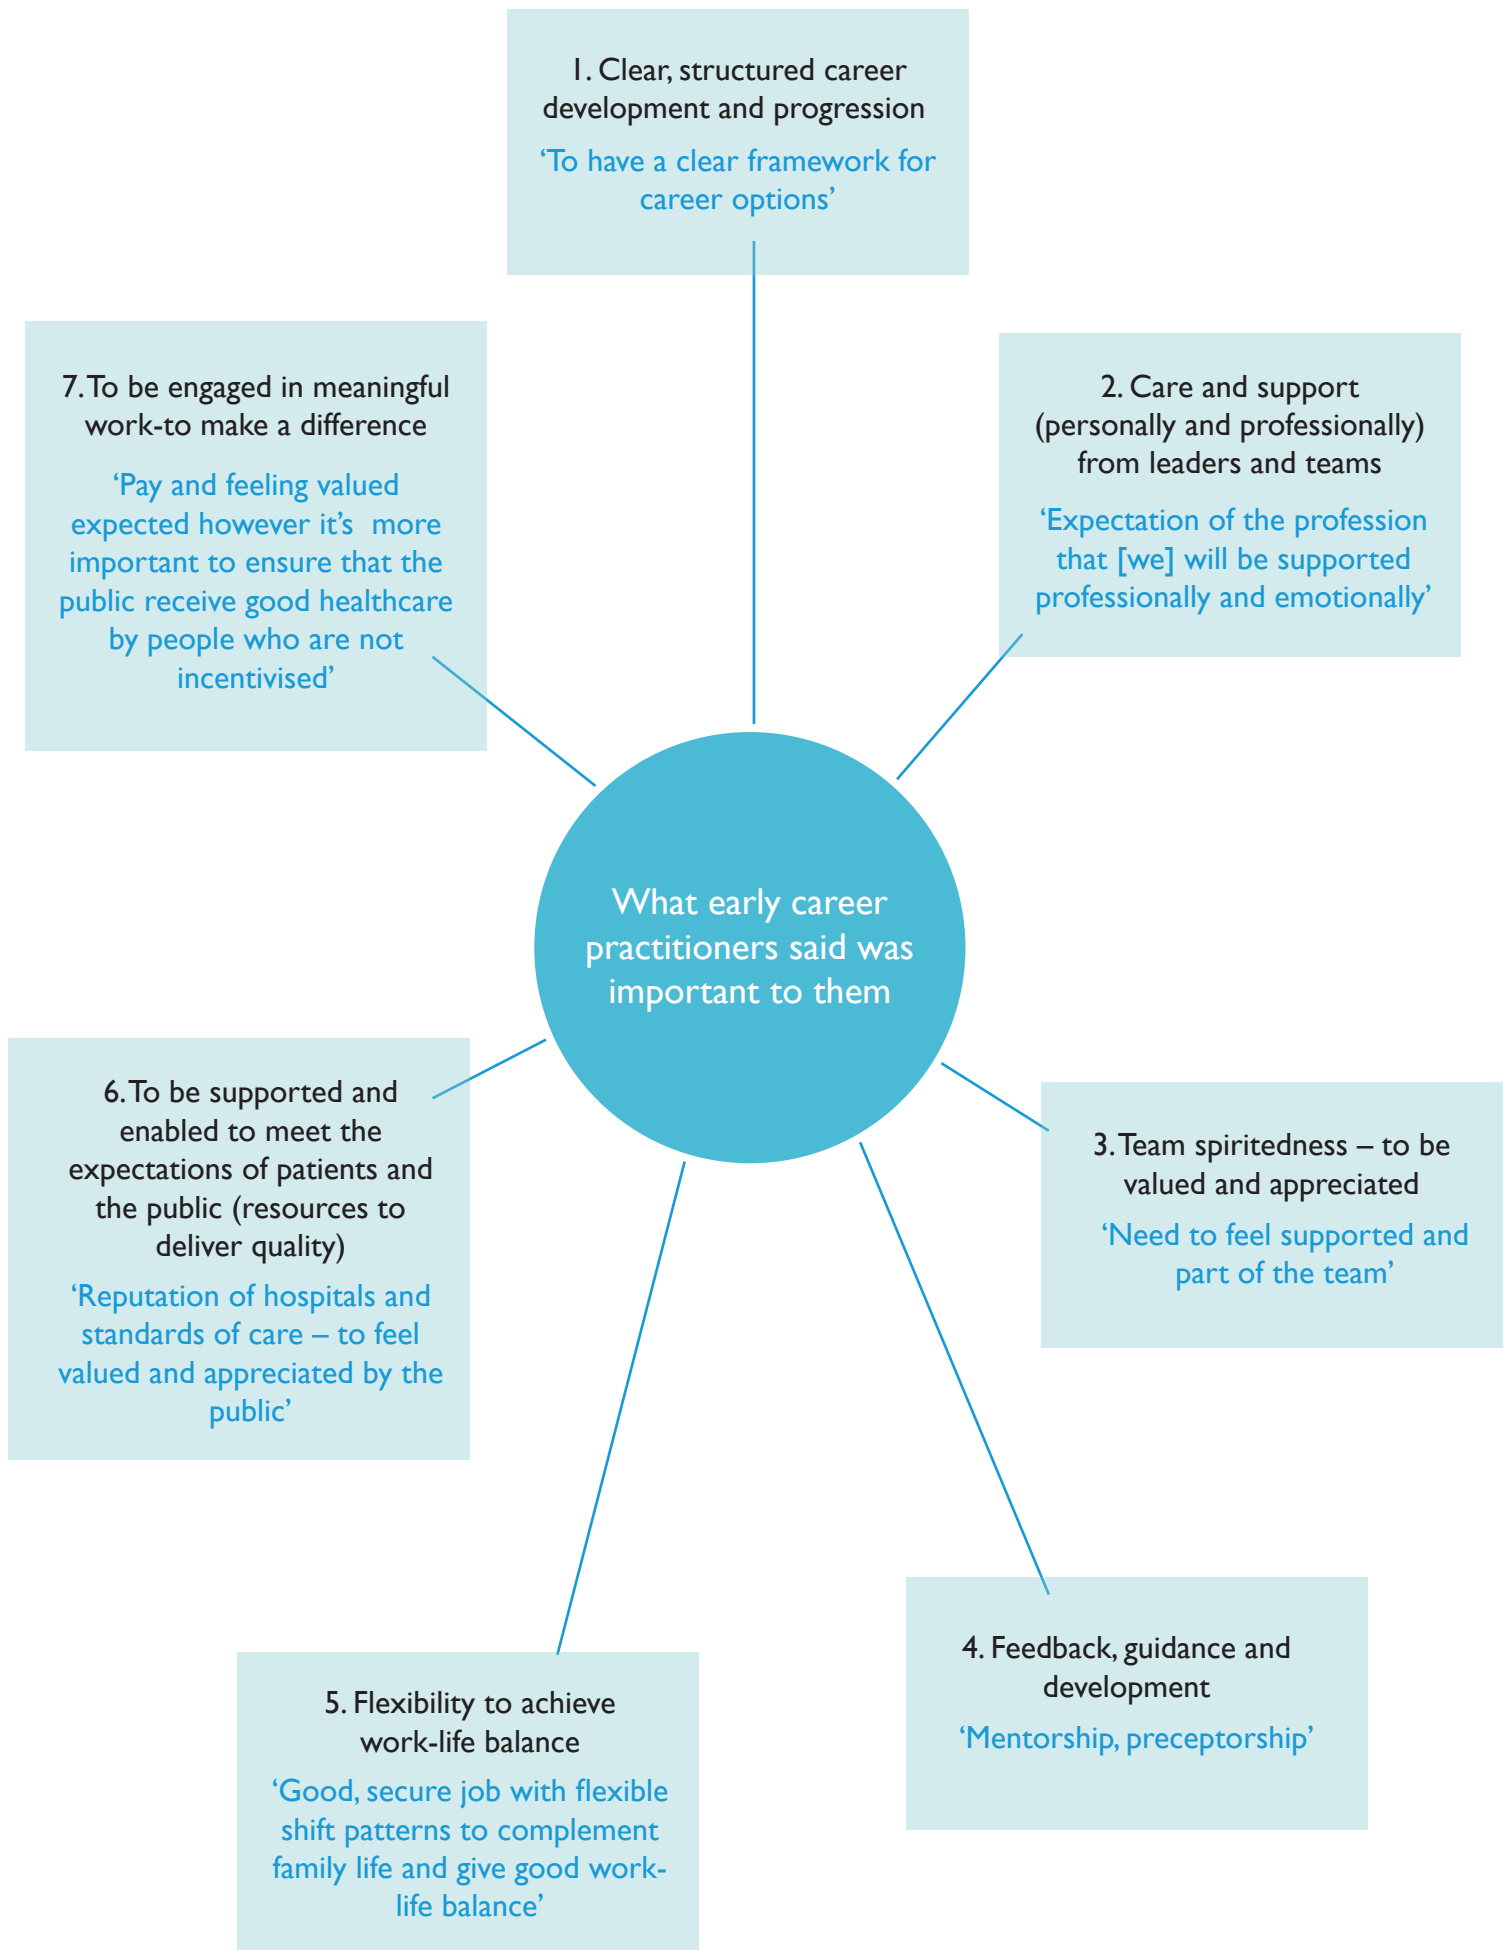 1. Clear, structured career
development and progression
‘To have a clear framework for
career options’
2. Care and support
(personally and professionally)
from leaders and teams
‘Expectation of the profession
that [we] will be supported
professionally and emotionally’
3. Team spiritedness – to be
valued and appreciated
‘Need to feel supported and
part of the team’
4. Feedback, guidance and
development
‘Mentorship, preceptorship’
5. Flexibility to achieve
work-life balance
‘Good, secure job with flexible
shift patterns to complement
family life and give good work-
life balance’
6. To be supported and
enabled to meet the
expectations of patients and
the public (resources to
deliver quality)
‘Reputation of hospitals and
standards of care – to feel
valued and appreciated by the
public’
7. To be engaged in meaningful
work-to make a difference
‘Pay and feeling valued
expected however it’s  more
important to ensure that the
public receive good healthcare
by people who are not
incentivised’
What early career
practitioners said was
important to them